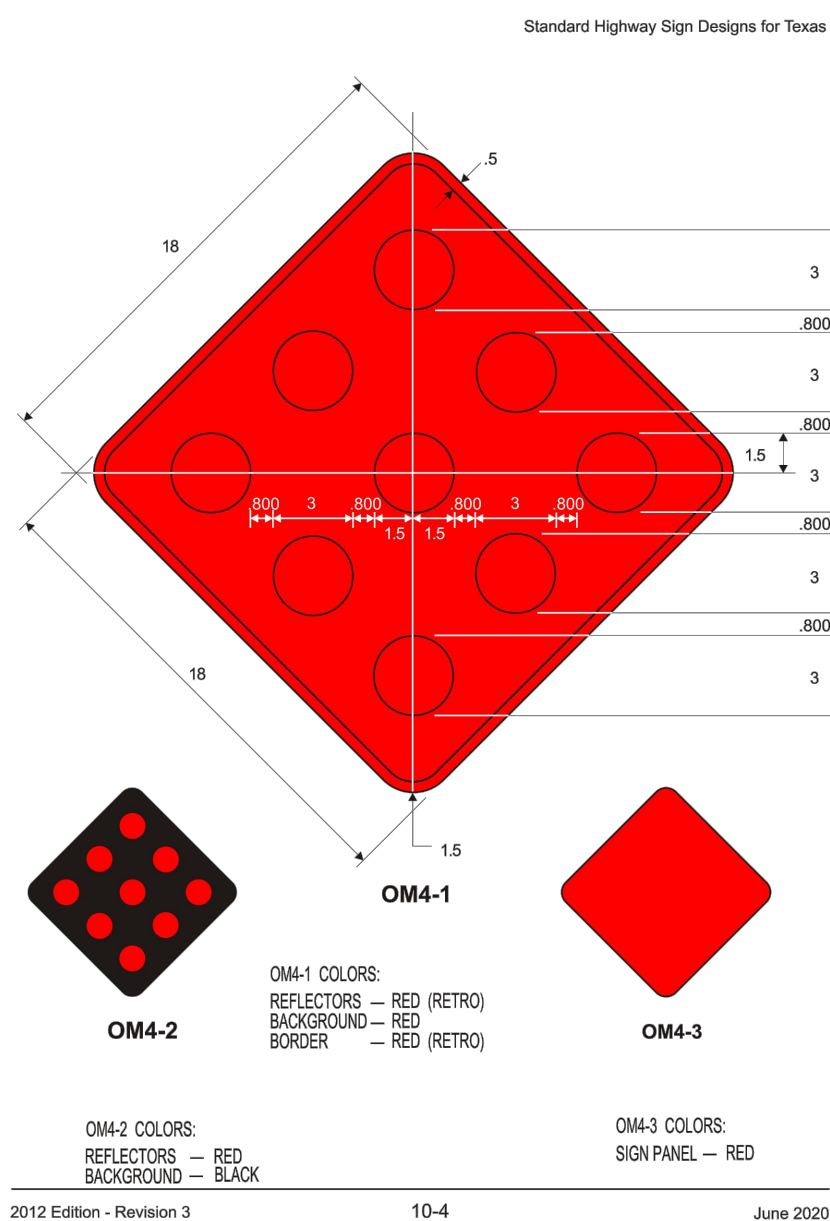 Standard Highway Sign Designs for Texas
.5
18
3
.800
3
.800
1.5
3
.800 3 .800 .800 3 .800
1.5 1.5
.800
3
.800
18
3
1.5
OM4-1
OM4-1 COLORS:
REFLECTORS — RED (RETRO)
BACKGROUND — RED
BORDER — RED (RETRO)
OM4-2
OM4-3
OM4-2 COLORS:
REFLECTORS — RED
BACKGROUND — BLACK
OM4-3 COLORS:
SIGN PANEL — RED
2012 Edition - Revision 3 10-4 June 2020